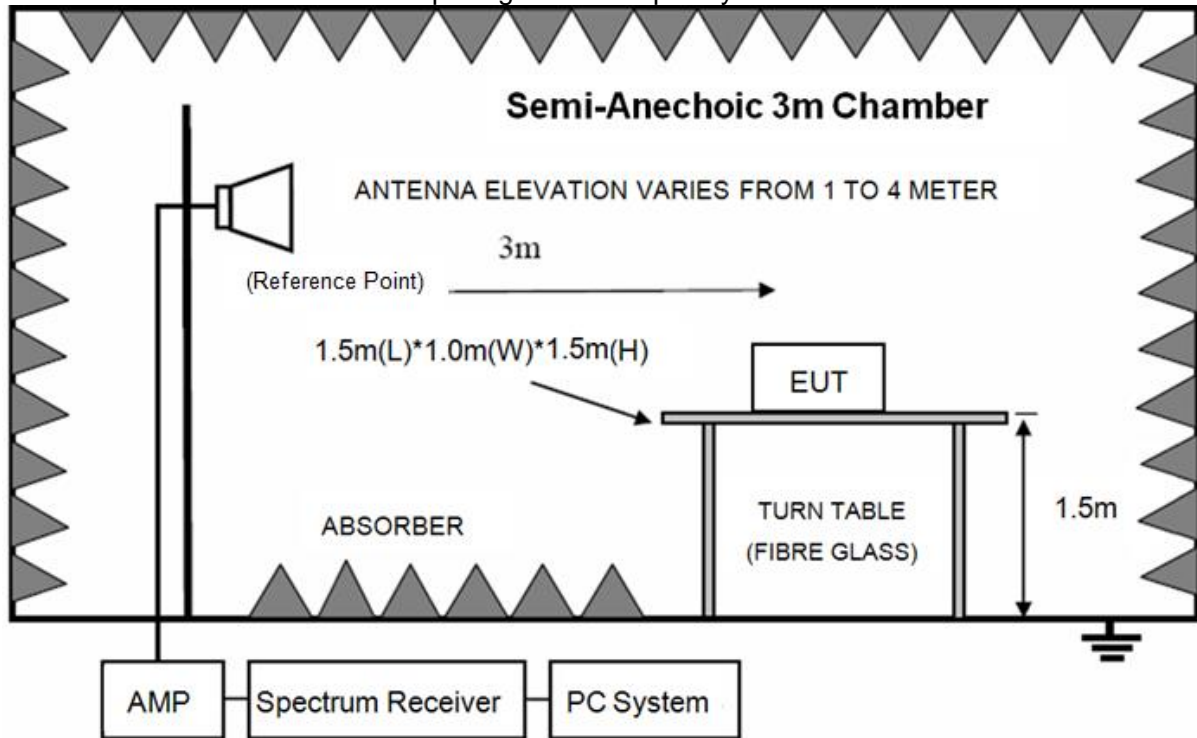 Semi-Anechoic 3m Chamber
ANTENNA ELEVATION VARIES FROM 1 TO 4 METER
3m
(Reference Point)
1.5m(L)*1.0m(W)*1.5m(H)
EUT
ABSORBER
TURN TABLE
(FIBRE GLASS)
1.5m
AMP
Spectrum Receiver
PC System